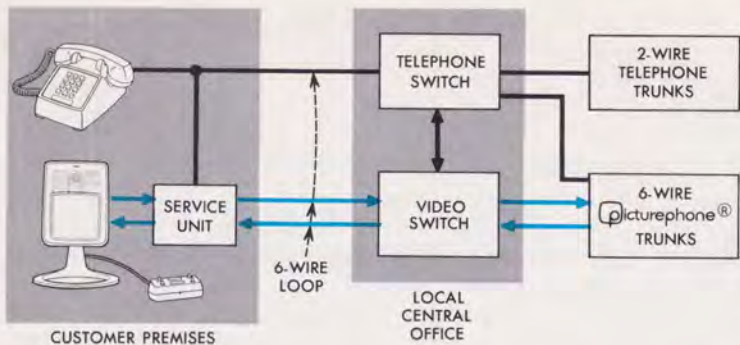 TELEPHONE
SWITCH
2-WIRE
TELEPHONE
TRUNKS
SERVICE
UNIT
VIDEO
SWITCH
6-WIRE
picturephone®
TRUNKS
6-WIRE
LOOP
LOCAL
CENTRAL
OFFICE
CUSTOMER PREMISES